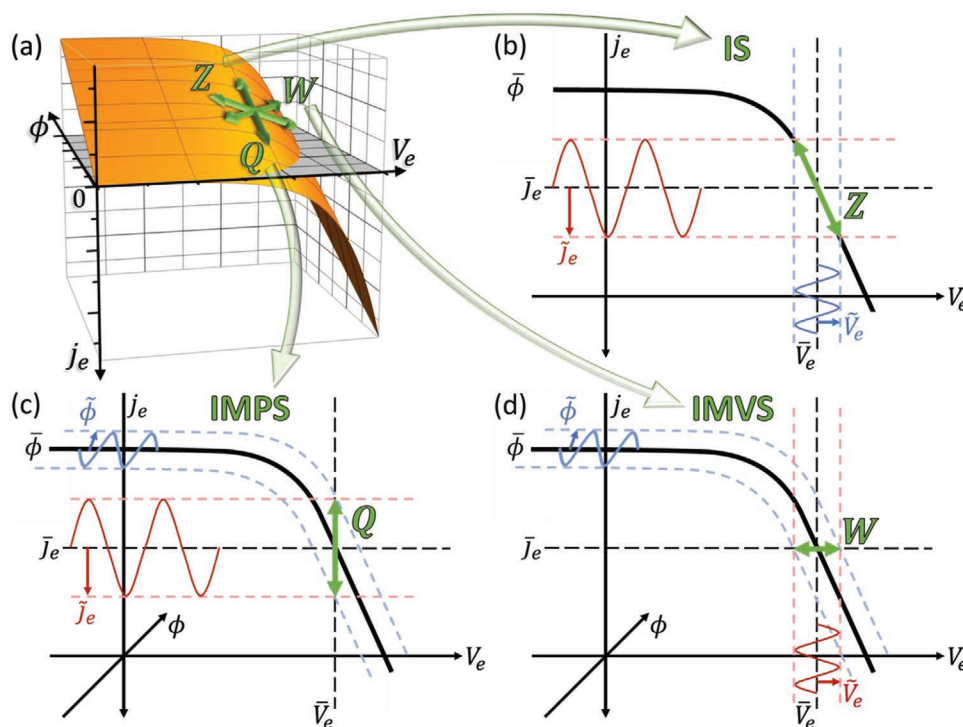 (a)
Z
W
ϕ
Q
V_e
0
j_e
(b)
j_e
IS
ϕ̄
J̄_e
j̃_e
Z
Ṽ_e
V_e
V̄_e
(c)
j_e
IMPS
ϕ̃
ϕ̄
Q
J̄_e
j̃_e
ϕ
V_e
V̄_e
(d)
j_e
IMVS
ϕ̃
ϕ̄
W
J̄_e
ϕ
V_e
Ṽ_e
V̄_e